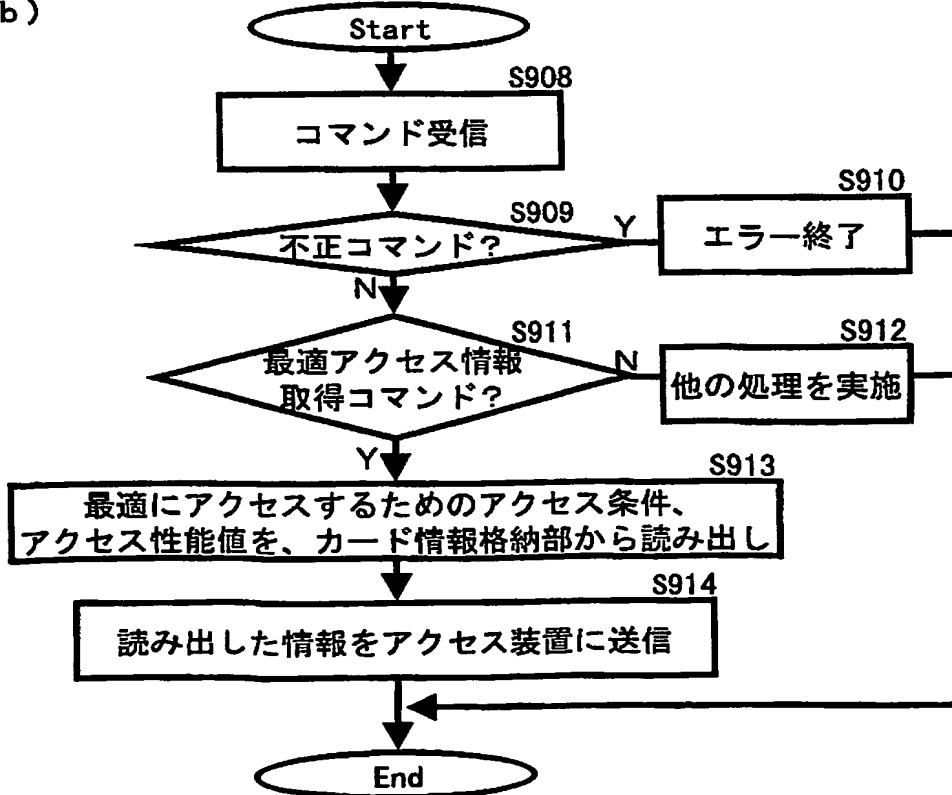 b)
Start
S908
コマンド受信
S909
不正コマンド?
Y
S910
エラー終了
N
S911
最適アクセス情報
取得コマンド?
N
S912
他の処理を実施
Y
S913
最適にアクセスするためのアクセス条件、
アクセス性能値を、カード情報格納部から読み出し
S914
読み出した情報をアクセス装置に送信
End